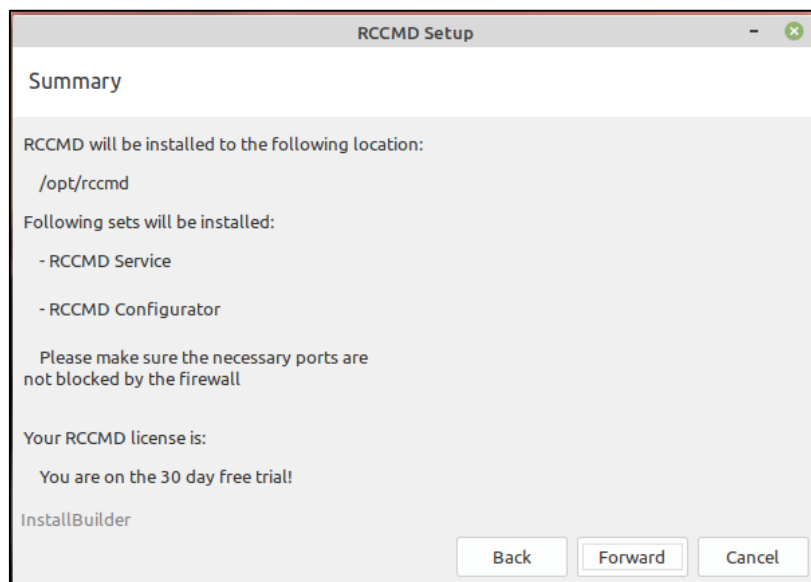 RCCMD Setup
Summary
RCCMD will be installed to the following location:
/opt/rccmd
Following sets will be installed:
- RCCMD Service
- RCCMD Configurator
Please make sure the necessary ports are
not blocked by the firewall
Your RCCMD license is:
You are on the 30 day free trial!
InstallBuilder
Back Forward Cancel